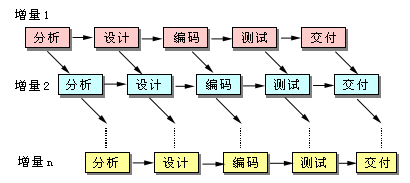 增量1
分析 设计 编码 测试 交付
增量2 分析 设计 编码 测试 交付
增量n 分析 设计 编码 测试 交付